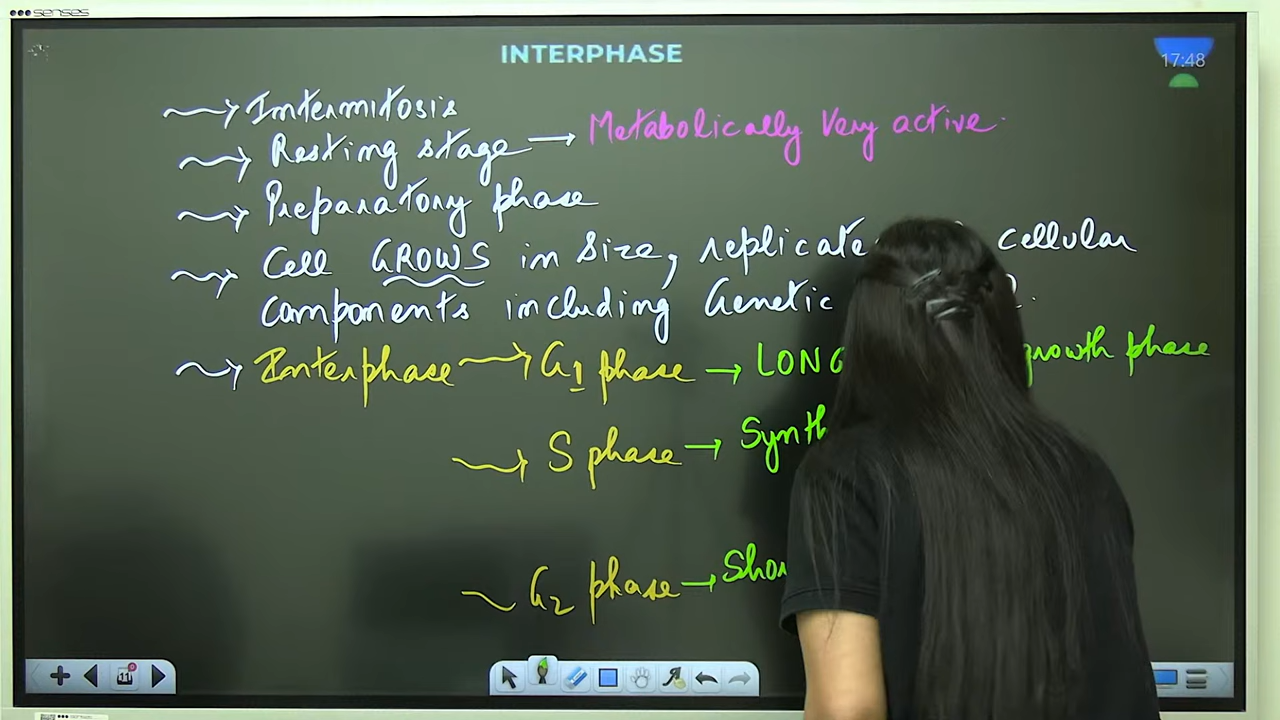 senses
INTERPHASE
17:48
Intermitosis
Resting stage → Metabolically Very active.
Preparatory phase
Cell GROWS in size, replicate cellular
components including Genetic
Interphase → G1 phase → LONG growth phase
S phase → Synth
G2 phase → Shor
11